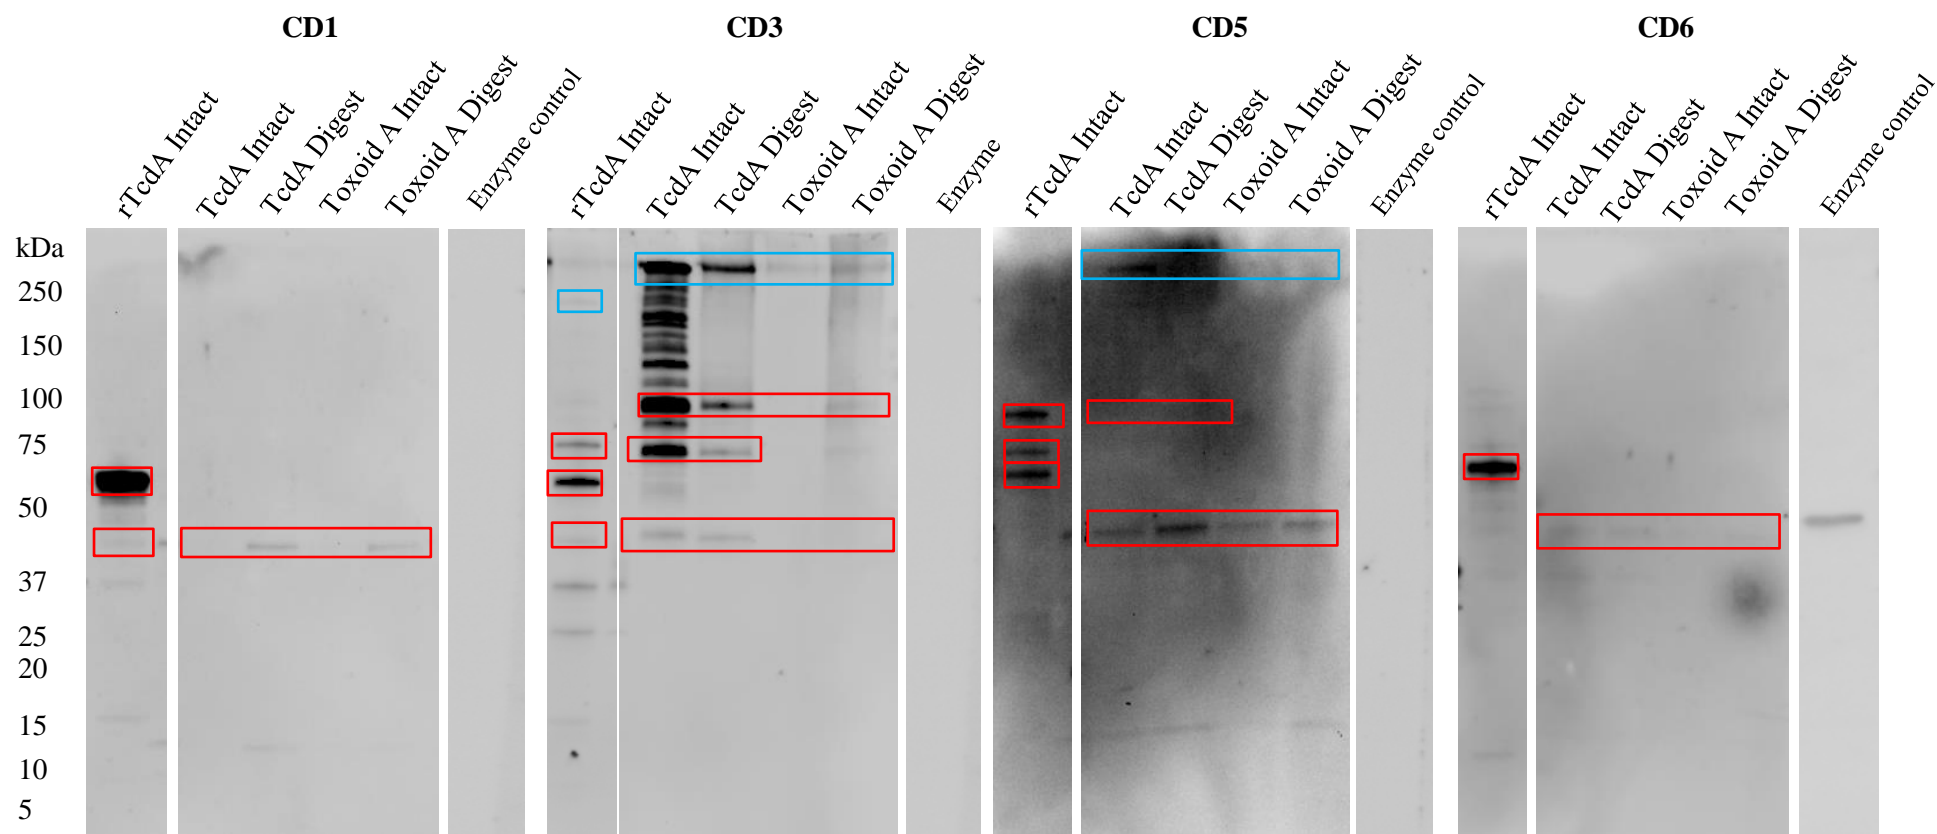 CD1 CD3 CD5 CD6
rTcdA Intact
TcdA Intact
TcdA Digest
Toxoid A Intact
Toxoid A Digest
Enzyme control
rTcdA Intact
TcdA Intact
TcdA Digest
Toxoid A Intact
Toxoid A Digest
Enzyme
rTcdA Intact
TcdA Intact
TcdA Digest
Toxoid A Intact
Toxoid A Digest
Enzyme control
rTcdA Intact
TcdA Intact
TcdA Digest
Toxoid A Intact
Toxoid A Digest
Enzyme control
kDa
250
150
100
75
50
37
25
20
15
10
5